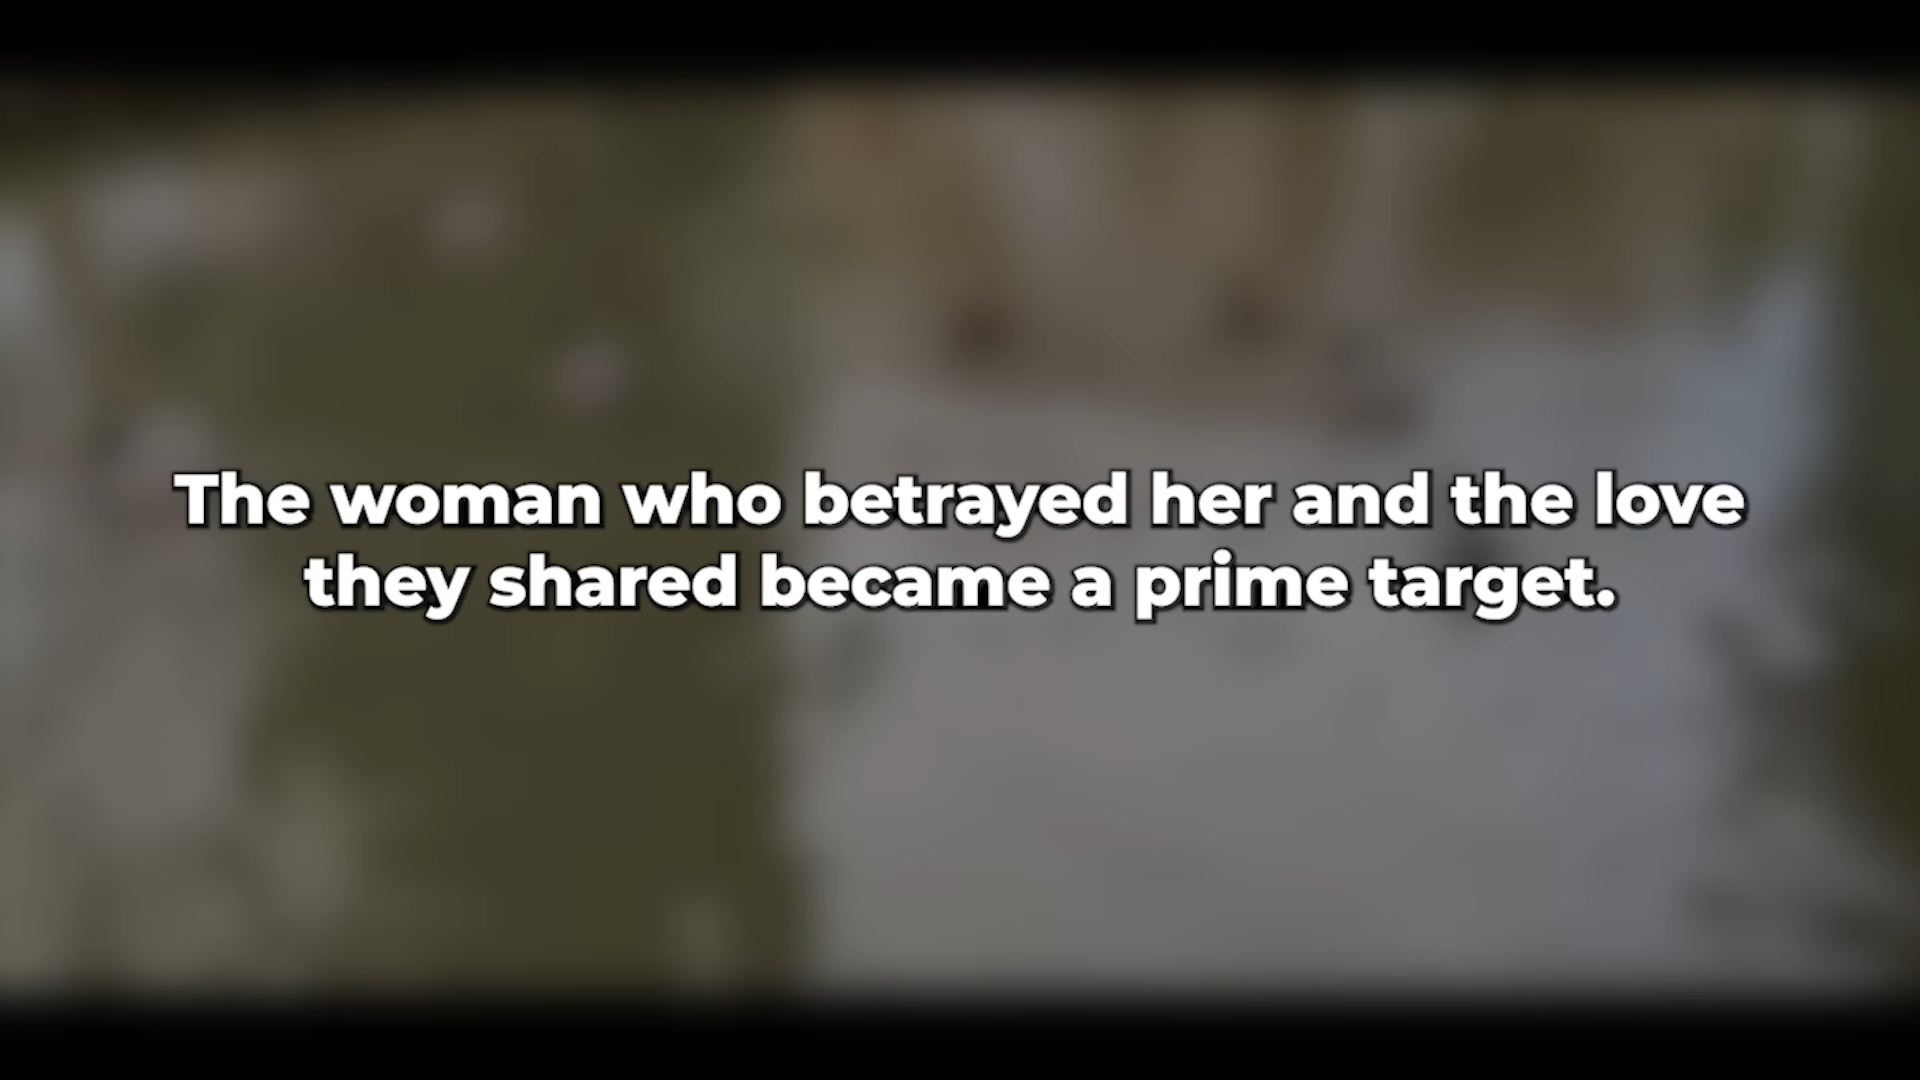 The woman who betrayed her and the love
they shared became a prime target.